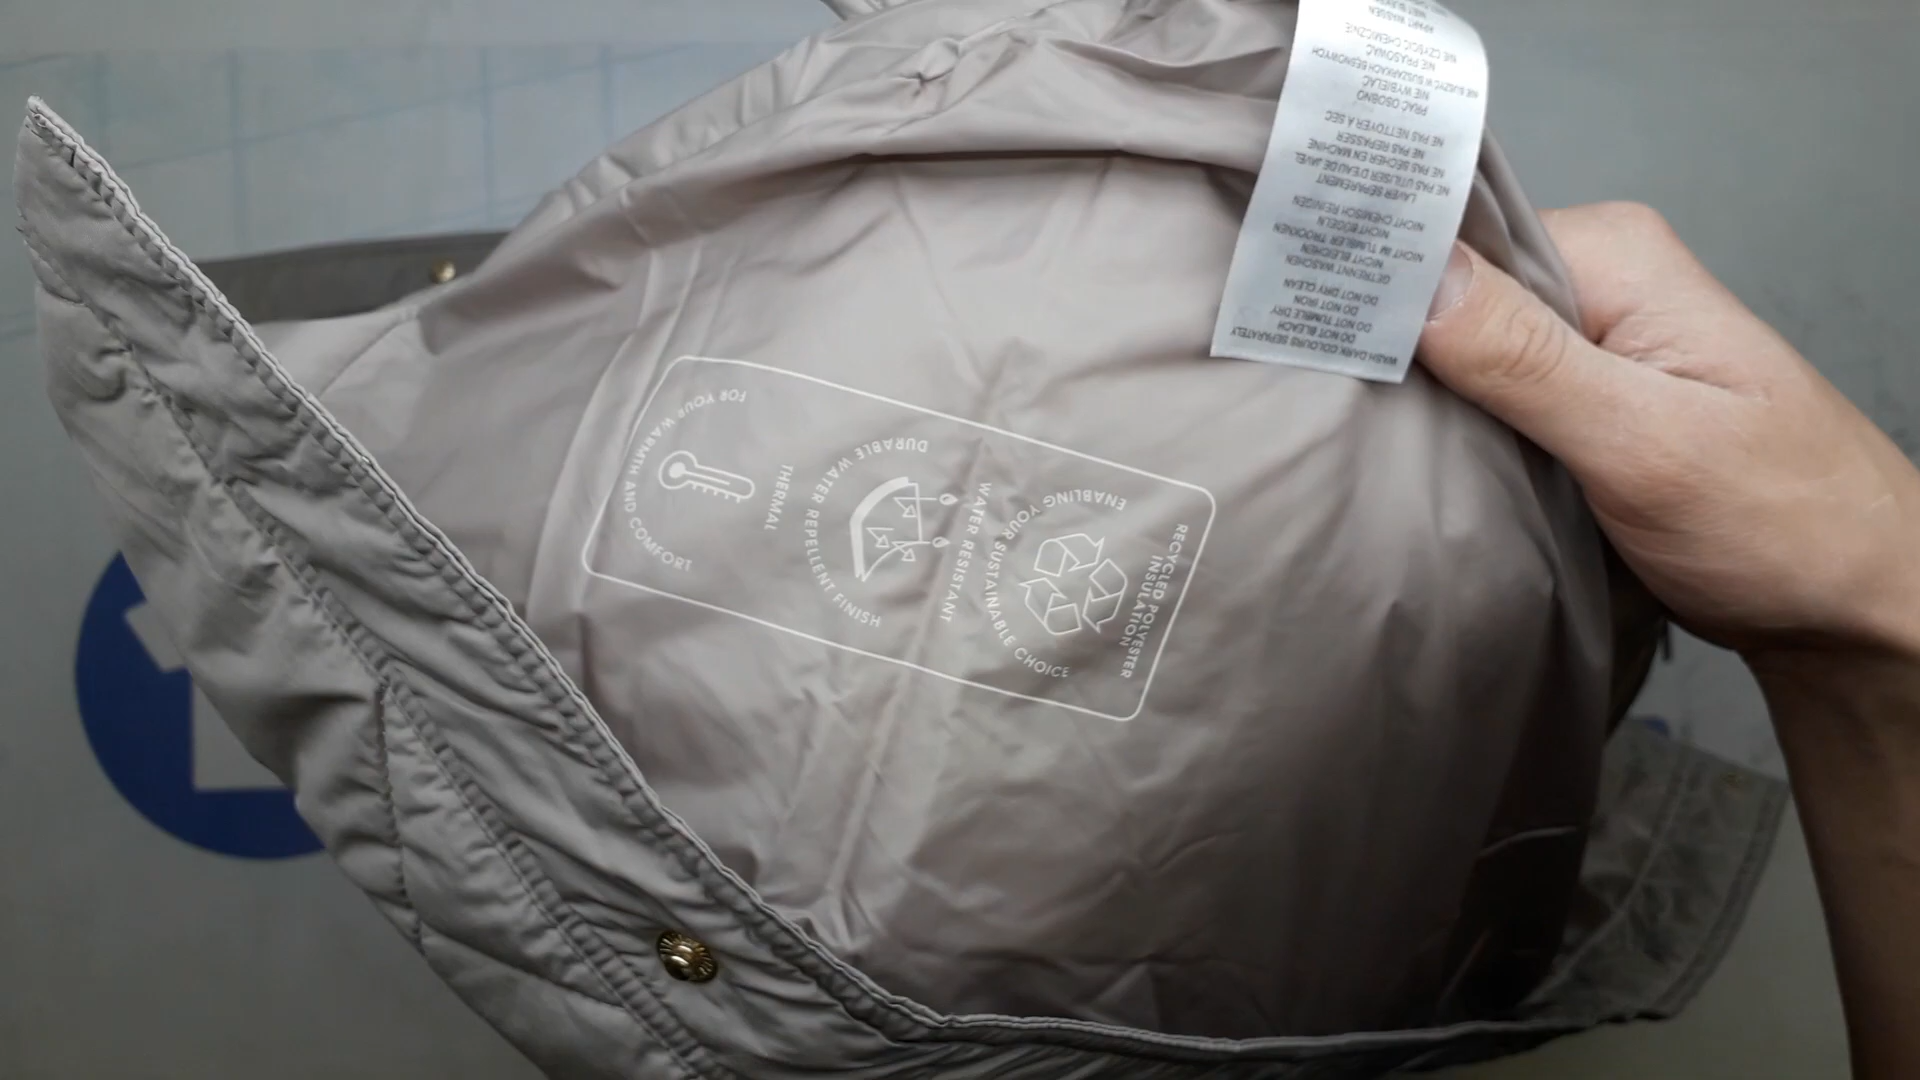 WASH DARK COLOURS SEPARATELY
DO NOT BLEACH
DO NOT TUMBLE DRY
DO NOT IRON
DO NOT DRY CLEAN
GETRENNT WASCHEN
NICHT BLEICHEN
NICHT IM TUMBLER TROCKNEN
NICHT BÜGELN
NICHT CHEMISCH REINIGEN
LAVER SÉPAREMENT
NE PAS UTILISER D'EAU DE JAVEL
NE PAS SÉCHER EN MACHINE
NE PAS REPASSER
NE PAS NETTOYER À SEC
PRAĆ OSOBNO
NIE WYBIELAĆ
NIE SUSZYĆ W SUSZARKACH BĘBNOWYCH
NIE PRASOWAĆ
NIE CZYŚCIĆ CHEMICZNIE
APART WASSEN
RECYCLED POLYESTER
INSULATION
ENABLING YOUR SUSTAINABLE CHOICE
WATER RESISTANT
DURABLE WATER REPELLENT FINISH
THERMAL
FOR YOUR WARMTH AND COMFORT